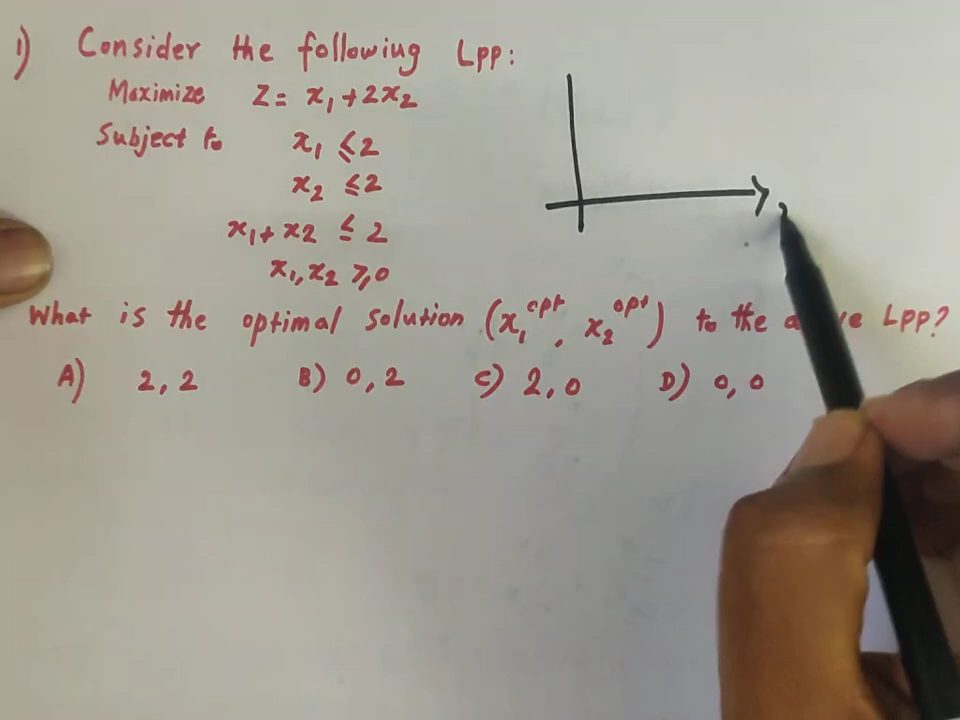 1) Consider the following Lpp:
Maximize Z = x₁ + 2x₂
Subject to x₁ ≤ 2
x₂ ≤ 2
x₁ + x₂ ≤ 2
x₁, x₂ ≥ 0
What is the optimal solution (x₁ᵒᵖᵗ, x₂ᵒᵖᵗ) to the Lpp?
A) 2, 2 B) 0, 2 C) 2, 0 D) 0, 0